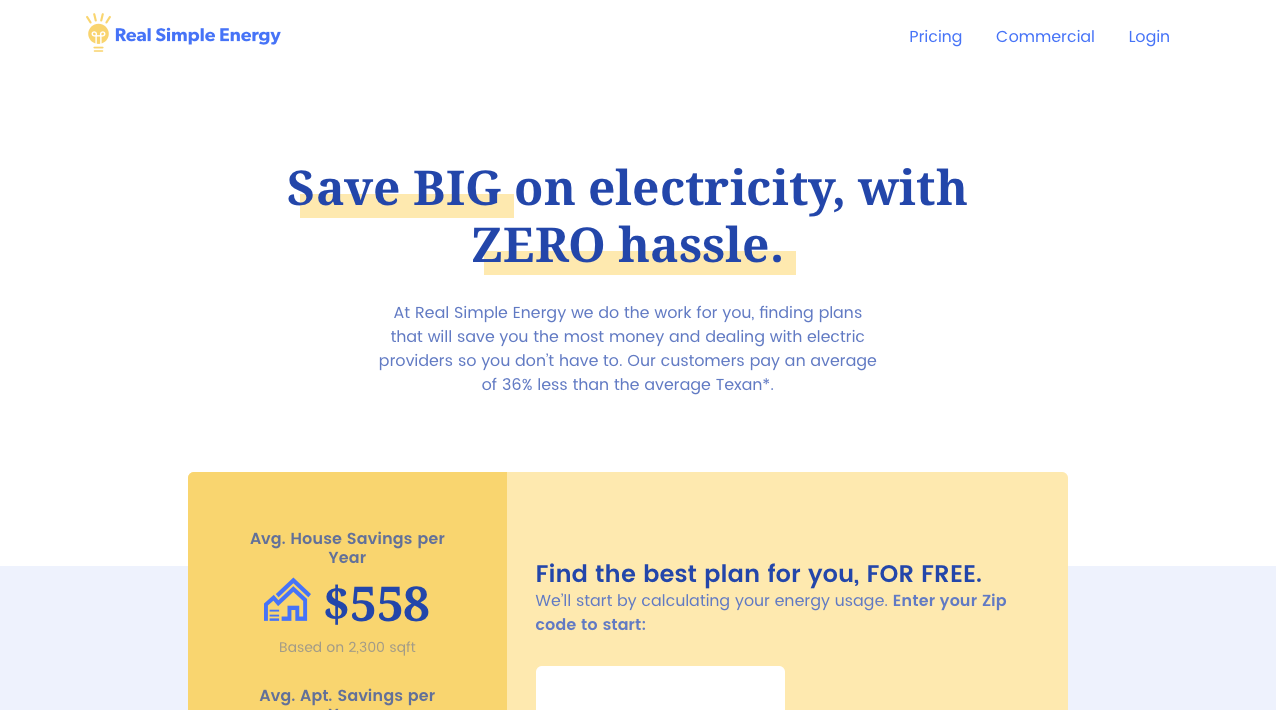 Real Simple Energy
Pricing
Commercial
Login
Save BIG on electricity, with
ZERO hassle.
At Real Simple Energy we do the work for you, finding plans
that will save you the most money and dealing with electric
providers so you don't have to. Our customers pay an average
of 36% less than the average Texan*.
Avg. House Savings per
Year
$558
Based on 2,300 sqft
Avg. Apt. Savings per
Find the best plan for you, FOR FREE.
We'll start by calculating your energy usage. Enter your Zip
code to start: